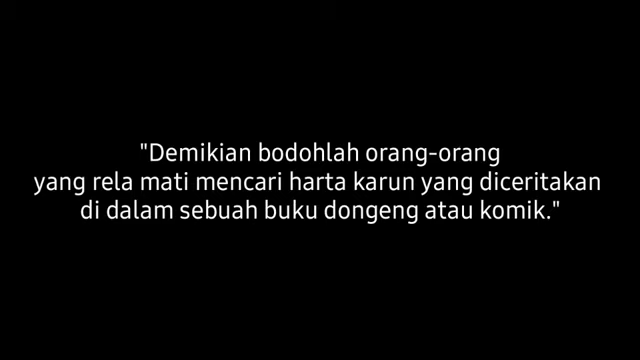 "Demikian bodohlah orang-orang
yang rela mati mencari harta karun yang diceritakan
di dalam sebuah buku dongeng atau komik."